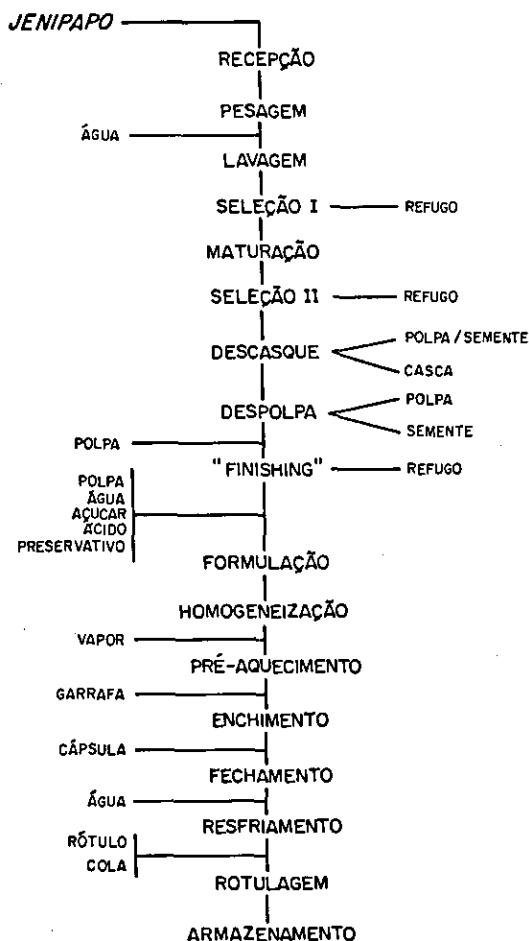 JENIPAPO
RECEPÇÃO
PESAGEM
ÁGUA
LAVAGEM
SELEÇÃO I
REFUGO
MATURAÇÃO
SELEÇÃO II
REFUGO
DESCASQUE
POLPA/SEMENTE
CASCA
DESPOLPA
POLPA
SEMENTE
POLPA
"FINISHING"
REFUGO
POLPA
ÁGUA
AÇUCAR
ÁCIDO
PRESERVATIVO
FORMULAÇÃO
HOMOGENEIZAÇÃO
VAPOR
PRÉ-AQUECIMENTO
GARRAFA
ENCHIMENTO
CÁPSULA
FECHAMENTO
ÁGUA
RESFRIAMENTO
RÓTULO
COLA
ROTULAGEM
ARMAZENAMENTO